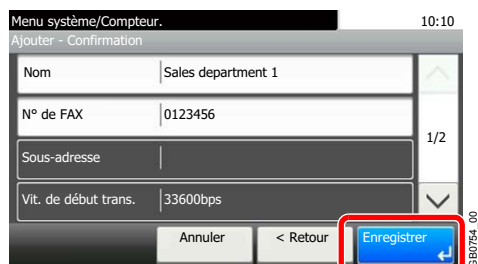 Menu système/Compteur.
10:10
Ajouter - Confirmation
Nom
Sales department 1
N° de FAX
0123456
1/2
Sous-adresse
Vit. de début trans.
33600bps
Annuler
< Retour
Enregistrer
GB0754_00